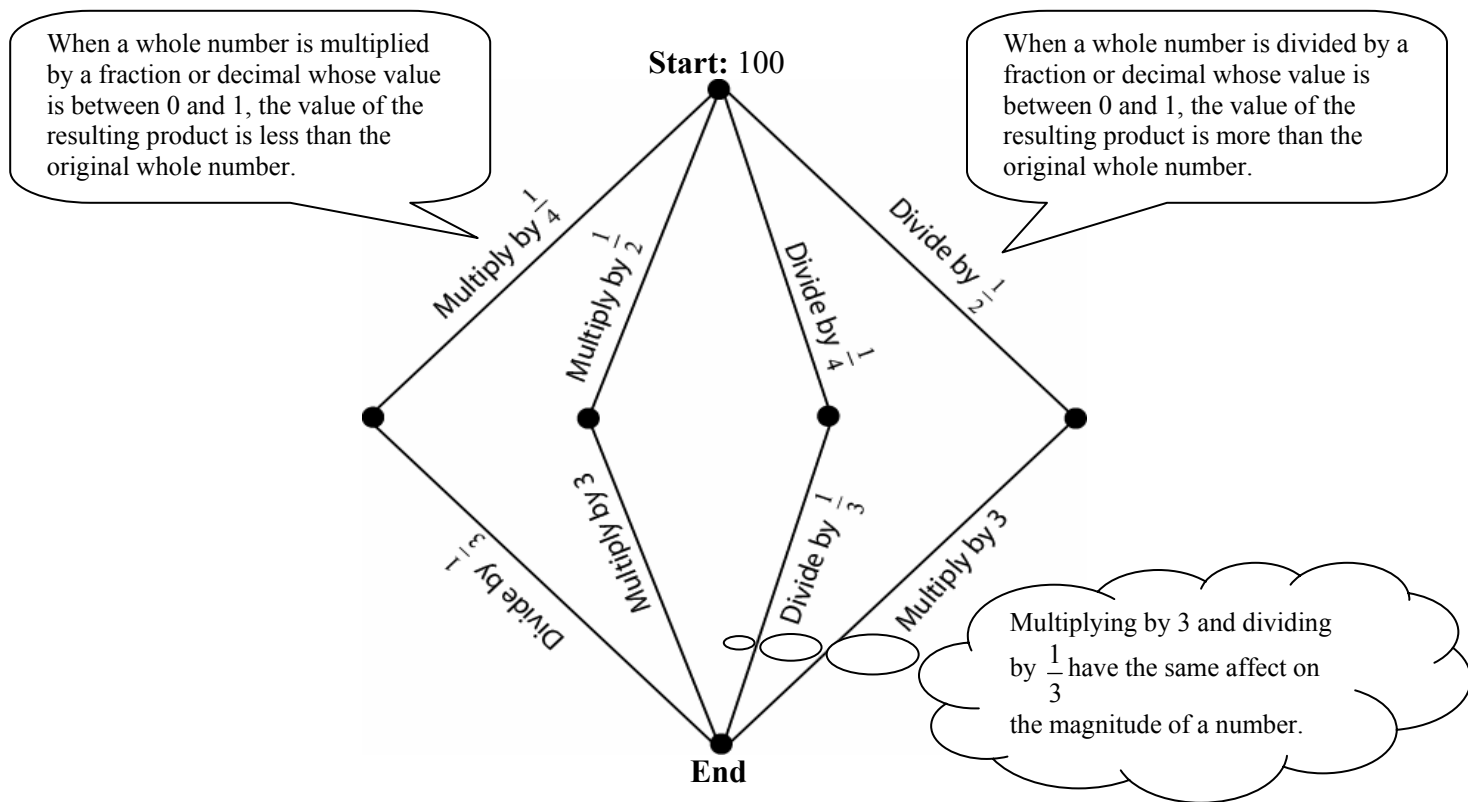 When a whole number is multiplied
by a fraction or decimal whose value
is between 0 and 1, the value of the
resulting product is less than the
original whole number.
Start: 100
When a whole number is divided by a
fraction or decimal whose value is
between 0 and 1, the value of the
resulting product is more than the
original whole number.
Multiply by 1/4
Multiply by 1/2
Divide by 1/4
Divide by 1/2
Divide by 1/3
Multiply by 3
Divide by 1/3
Multiply by 3
Multiplying by 3 and dividing
by 1/3 have the same affect on
the magnitude of a number.
End